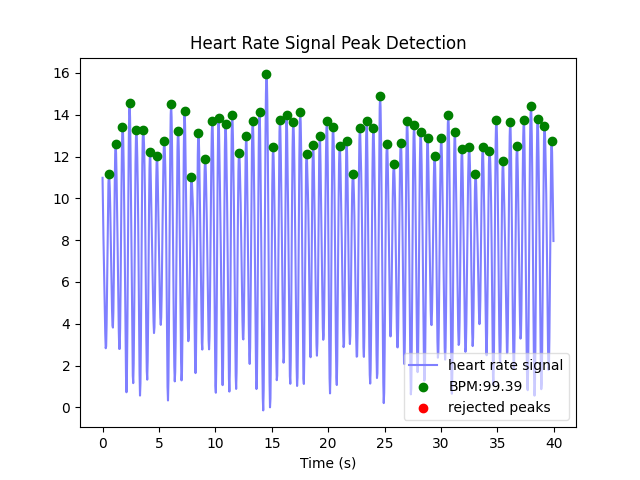 Heart Rate Signal Peak Detection
16
14
12
10
8
6
4
2
0
heart rate signal
BPM:99.39
rejected peaks
0 5 10 15 20 25 30 35 40
Time (s)